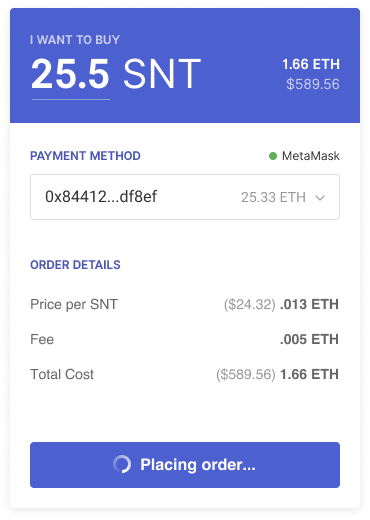 I WANT TO BUY
25.5 SNT
1.66 ETH
$589.56
PAYMENT METHOD
MetaMask
0x84412...df8ef 25.33 ETH
ORDER DETAILS
Price per SNT ($24.32) .013 ETH
Fee .005 ETH
Total Cost ($589.56) 1.66 ETH
Placing order...